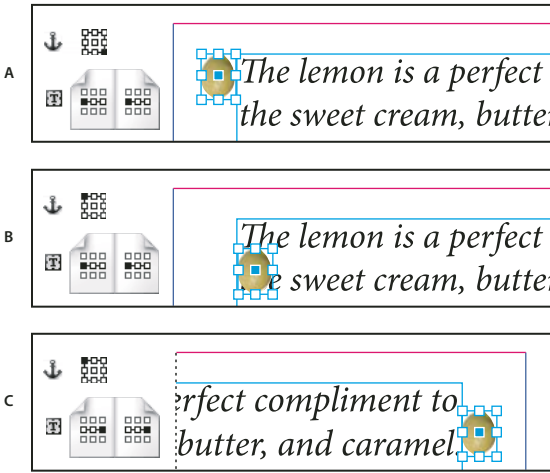 A
The lemon is a perfect
the sweet cream, butter
B
The lemon is a perfect
e sweet cream, butter
C
erfect compliment to
butter, and caramel.